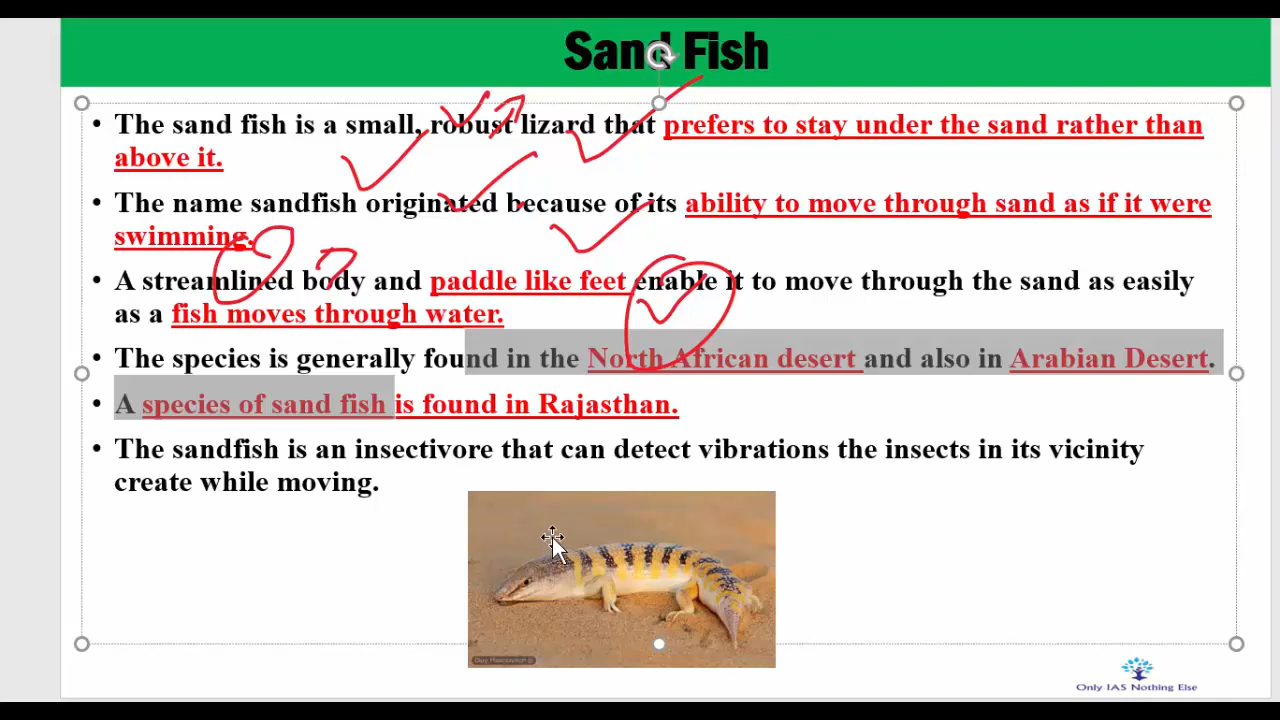 Sand Fish
• The sand fish is a small, robust lizard that prefers to stay under the sand rather than
above it.
• The name sandfish originated because of its ability to move through sand as if it were
swimming.
• A streamlined body and paddle like feet enable it to move through the sand as easily
as a fish moves through water.
• The species is generally found in the North African desert and also in Arabian Desert.
• A species of sand fish is found in Rajasthan.
• The sandfish is an insectivore that can detect vibrations the insects in its vicinity
create while moving.
Only IAS Nothing Else